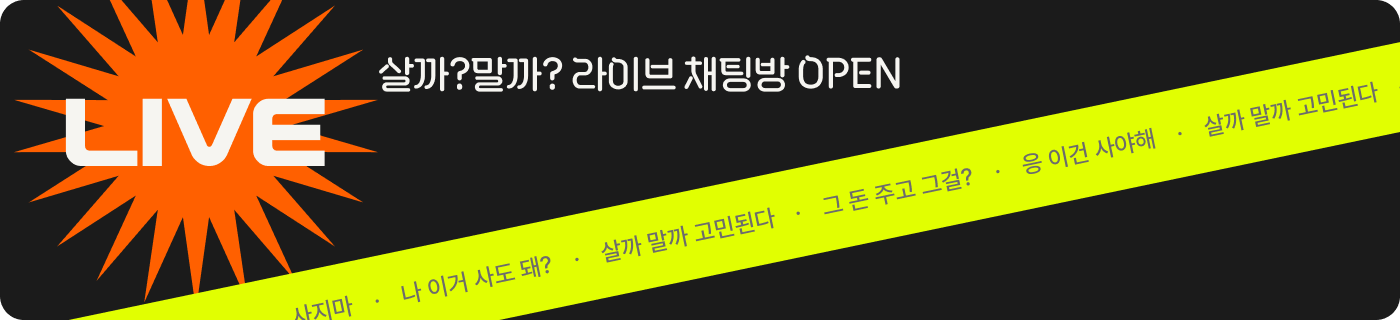 살까?말까? 라이브 채팅방 OPEN
LIVE
사지마 · 나 이거 사도 돼? · 살까 말까 고민된다 · 그 돈 주고 그걸? · 응 이건 사야해 · 살까 말까 고민된다 ·